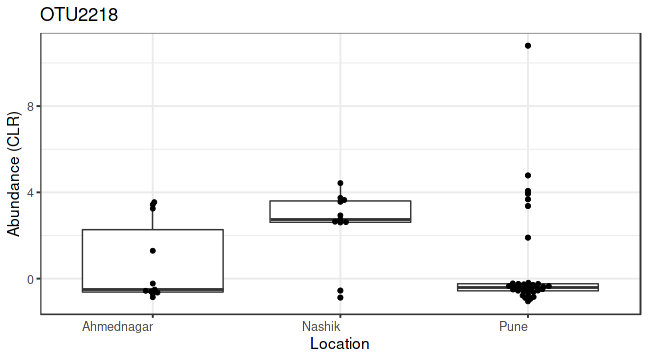 OTU2218
Abundance (CLR)
8
4
0
Ahmednagar
Nashik
Pune
Location